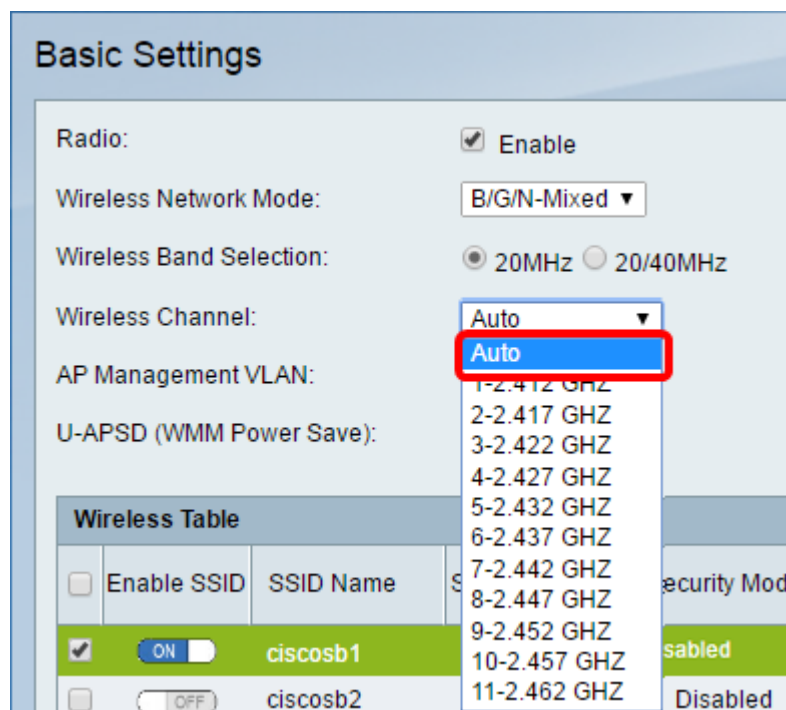 Basic Settings
Radio: Enable
Wireless Network Mode: B/G/N-Mixed
Wireless Band Selection: 20MHz 20/40MHz
Wireless Channel: Auto
Auto
AP Management VLAN:
1-2.412 GHZ
2-2.417 GHZ
U-APSD (WMM Power Save):
3-2.422 GHZ
4-2.427 GHZ
5-2.432 GHZ
Wireless Table
6-2.437 GHZ
7-2.442 GHZ
Enable SSID SSID Name
8-2.447 GHZ
9-2.452 GHZ
ON ciscosb1
10-2.457 GHZ
11-2.462 GHZ
OFF ciscosb2 Disabled